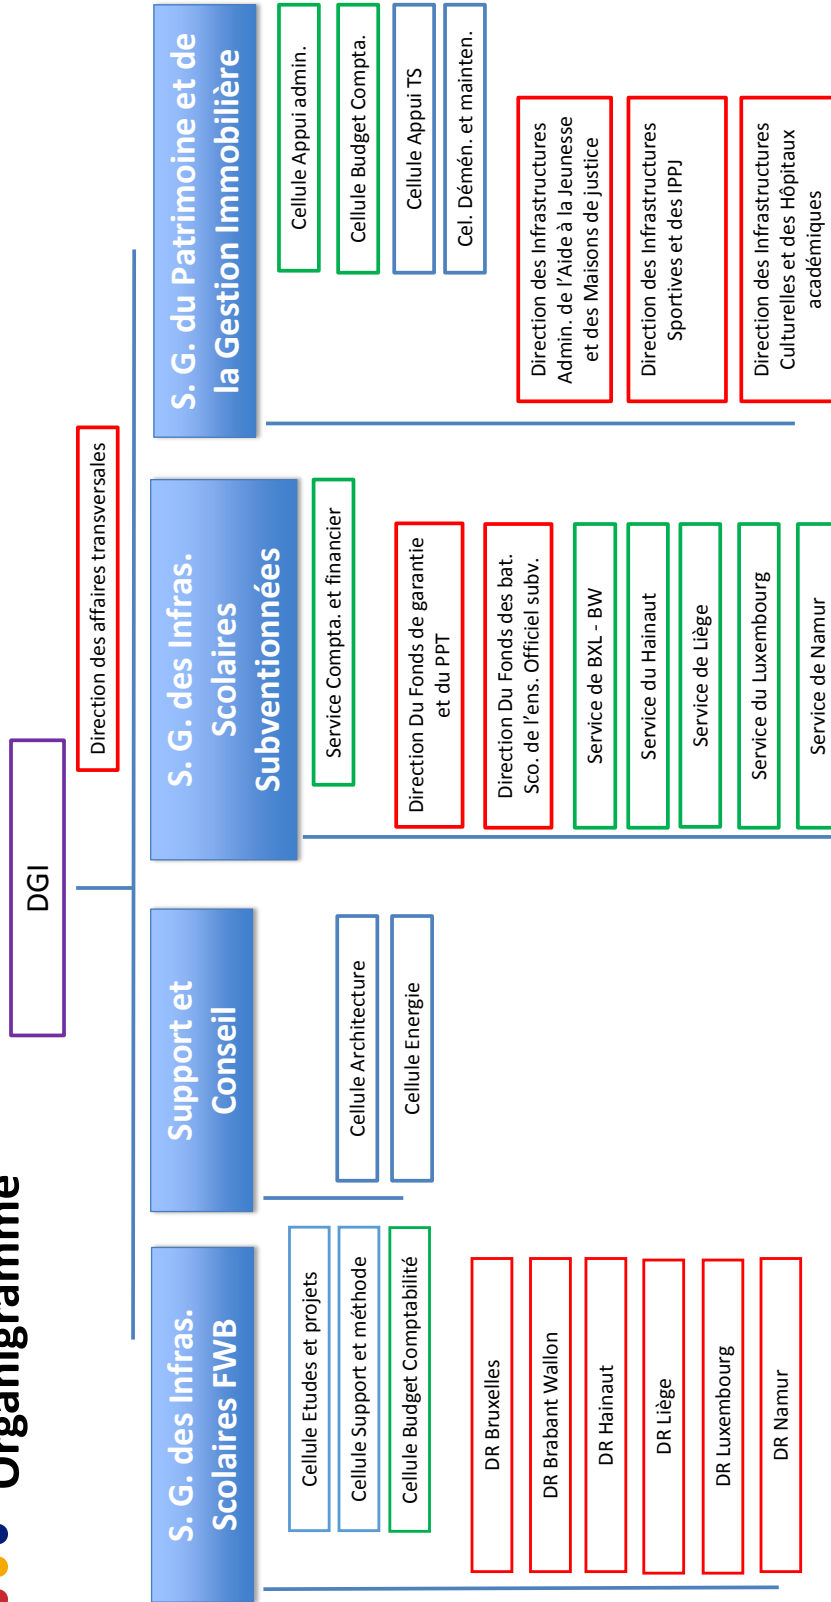 Organigramme
DGI
Direction des affaires transversales
S. G. des Infras.
Scolaires FWB
Cellule Etudes et projets
Cellule Support et méthode
Cellule Budget Comptabilité
DR Bruxelles
DR Brabant Wallon
DR Hainaut
DR Liège
DR Luxembourg
DR Namur
Support et
Conseil
Cellule Architecture
Cellule Energie
S. G. des Infras.
Scolaires
Subventionnées
Service Compta. et financier
Direction Du Fonds de garantie
et du PPT
Direction Du Fonds des bat.
Sco. de l’ens. Officiel subv.
Service de BXL - BW
Service du Hainaut
Service de Liège
Service du Luxembourg
Service de Namur
S. G. du Patrimoine et de
la Gestion Immobilière
Cellule Appui admin.
Cellule Budget Compta.
Cellule Appui TS
Cel. Démén. et mainten.
Direction des Infrastructures
Admin. de l’Aide à la Jeunesse
et des Maisons de justice
Direction des Infrastructures
Sportives et des IPPJ
Direction des Infrastructures
Culturelles et des Hôpitaux
académiques